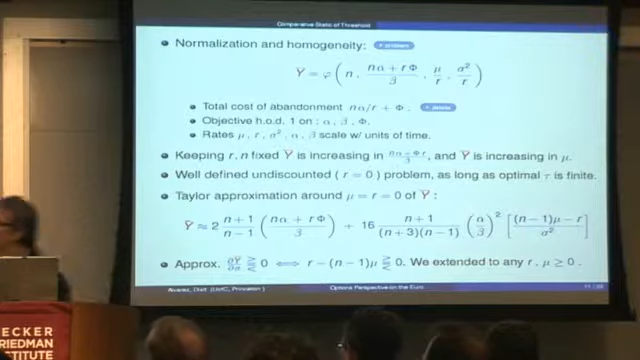 Comparative Static of Threshold
Normalization and homogeneity:
Ȳ = φ ( n , (nα + r Φ)/β , μ/r , σ²/r )
Total cost of abandonment nα/r + Φ .
Objective h.o.d. 1 on : α , β , Φ .
Rates μ , r , σ² , α , β scale w/ units of time.
Keeping r, n fixed Ȳ is increasing in (nα + Φ r)/β , and Ȳ is increasing in μ.
Well defined undiscounted ( r = 0 ) problem, as long as optimal τ is finite.
Taylor approximation around μ = r = 0 of Ȳ :
Ȳ ≈ 2 (n + 1)/(n − 1) ( (nα + r Φ)/β ) + 16 (n + 1)/((n + 3)(n − 1)) (α/β)² [ ((n − 1)μ − r)/σ² ]
Approx. ∂Ȳ/∂σ ⪌ 0 ⟺ r − (n − 1)μ ⪌ 0. We extended to any r , μ ≥ 0 .
Options Perspective on the Euro
ECKER
FRIEDMAN
INSTITUTE